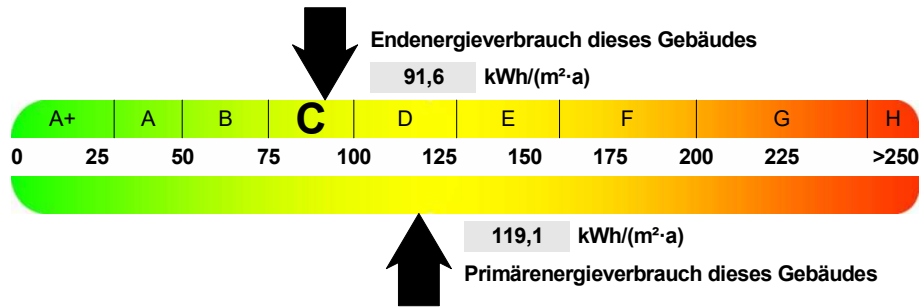 Endenergieverbrauch dieses Gebäudes
91,6 kWh/(m²·a)
A+ A B C D E F G H
0 25 50 75 100 125 150 175 200 225 >250
119,1 kWh/(m²·a)
Primärenergieverbrauch dieses Gebäudes